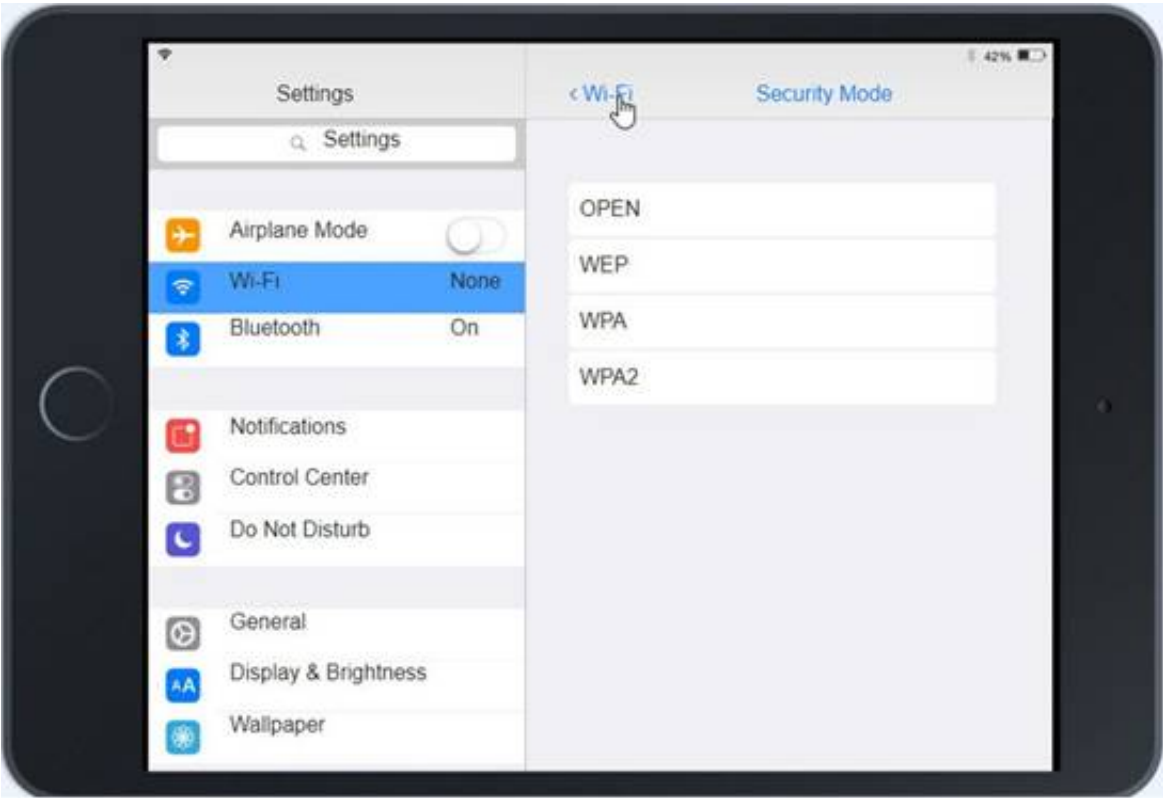 42%
Settings
< Wi-Fi
Security Mode
Settings
Airplane Mode
Wi-Fi None
Bluetooth On
Notifications
Control Center
Do Not Disturb
General
AA Display & Brightness
Wallpaper
OPEN
WEP
WPA
WPA2